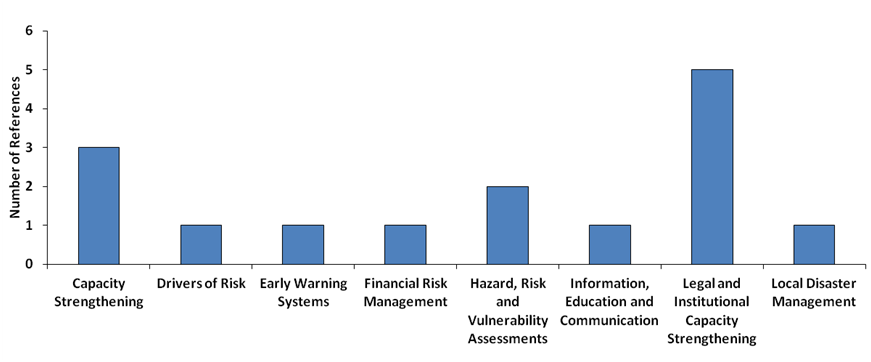 Number of References
6
5
4
3
2
1
0
Capacity
Strengthening
Drivers of Risk
Early Warning
Systems
Financial Risk
Management
Hazard, Risk
and
Vulnerability
Assessments
Information,
Education and
Communication
Legal and
Institutional
Capacity
Strengthening
Local Disaster
Management